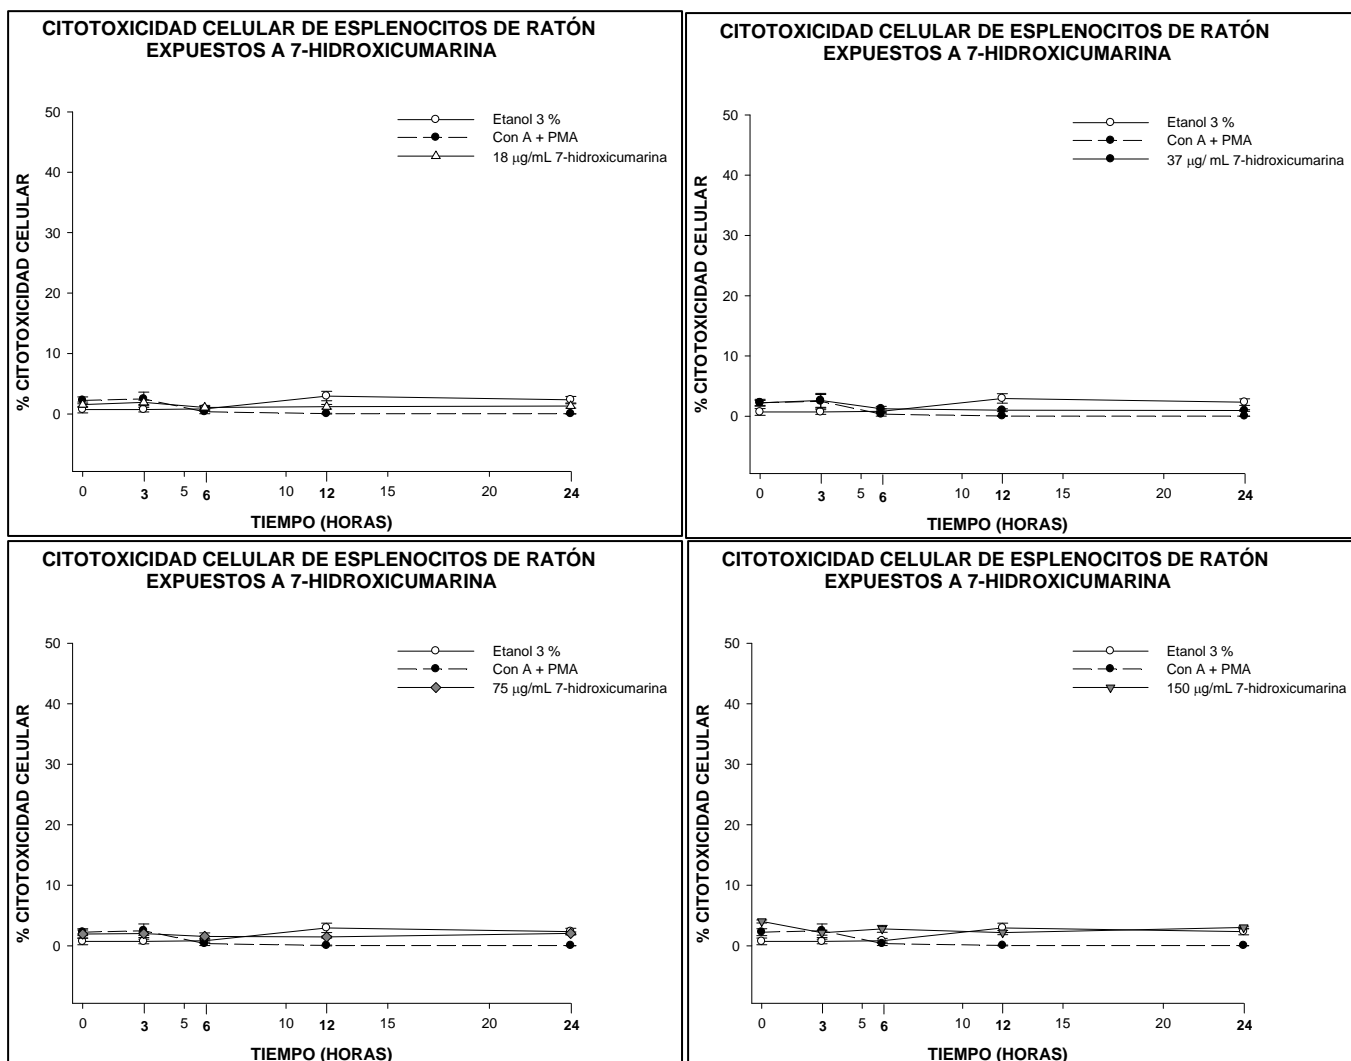 CITOTOXICIDAD CELULAR DE ESPLENOCITOS DE RATÓN
EXPUESTOS A 7-HIDROXICUMARINA
% CITOTOXICIDAD CELULAR
50
40
30
20
10
0
Etanol 3 %
Con A + PMA
18 µg/mL 7-hidroxicumarina
0 3 5 6 10 12 15 20 24
TIEMPO (HORAS)
CITOTOXICIDAD CELULAR DE ESPLENOCITOS DE RATÓN
EXPUESTOS A 7-HIDROXICUMARINA
% CITOTOXICIDAD CELULAR
50
40
30
20
10
0
Etanol 3 %
Con A + PMA
37 µg/ mL 7-hidroxicumarina
0 3 5 6 10 12 15 20 24
TIEMPO (HORAS)
CITOTOXICIDAD CELULAR DE ESPLENOCITOS DE RATÓN
EXPUESTOS A 7-HIDROXICUMARINA
% CITOTOXICIDAD CELULAR
50
40
30
20
10
0
Etanol 3 %
Con A + PMA
75 µg/mL 7-hidroxicumarina
0 3 5 6 10 12 15 20 24
TIEMPO (HORAS)
CITOTOXICIDAD CELULAR DE ESPLENOCITOS DE RATÓN
EXPUESTOS A 7-HIDROXICUMARINA
% CITOTOXICIDAD CELULAR
50
40
30
20
10
0
Etanol 3 %
Con A + PMA
150 µg/mL 7-hidroxicumarina
0 3 5 6 10 12 15 20 24
TIEMPO (HORAS)